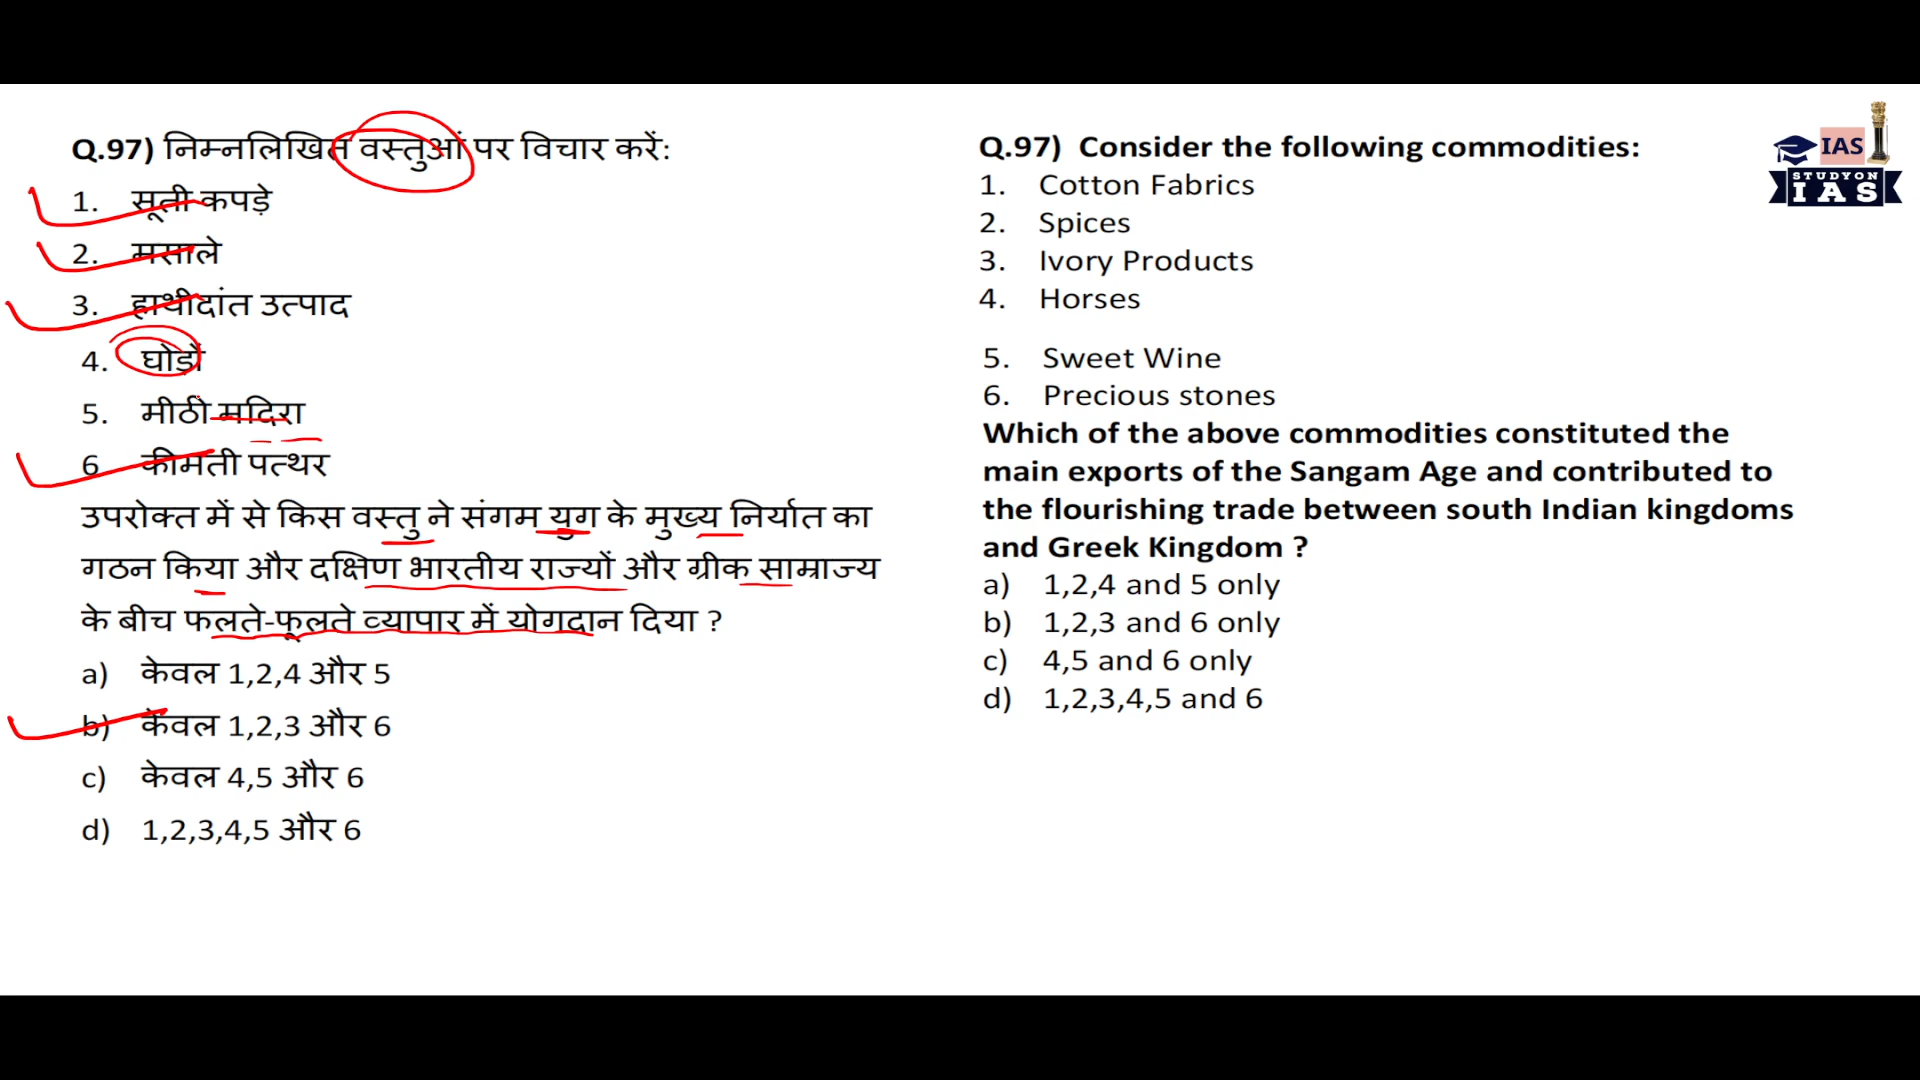 Q.97) निम्नलिखित वस्तुओं पर विचार करें:
1. सूती कपड़े
2. मसाले
3. हाथीदांत उत्पाद
4. घोड़ों
5. मीठी मदिरा
6. कीमती पत्थर
उपरोक्त में से किस वस्तु ने संगम युग के मुख्य निर्यात का
गठन किया और दक्षिण भारतीय राज्यों और ग्रीक साम्राज्य
के बीच फलते-फूलते व्यापार में योगदान दिया ?
a) केवल 1,2,4 और 5
b) केवल 1,2,3 और 6
c) केवल 4,5 और 6
d) 1,2,3,4,5 और 6
Q.97) Consider the following commodities:
1. Cotton Fabrics
2. Spices
3. Ivory Products
4. Horses
5. Sweet Wine
6. Precious stones
Which of the above commodities constituted the
main exports of the Sangam Age and contributed to
the flourishing trade between south Indian kingdoms
and Greek Kingdom ?
a) 1,2,4 and 5 only
b) 1,2,3 and 6 only
c) 4,5 and 6 only
d) 1,2,3,4,5 and 6
IAS
STUDYON
IAS